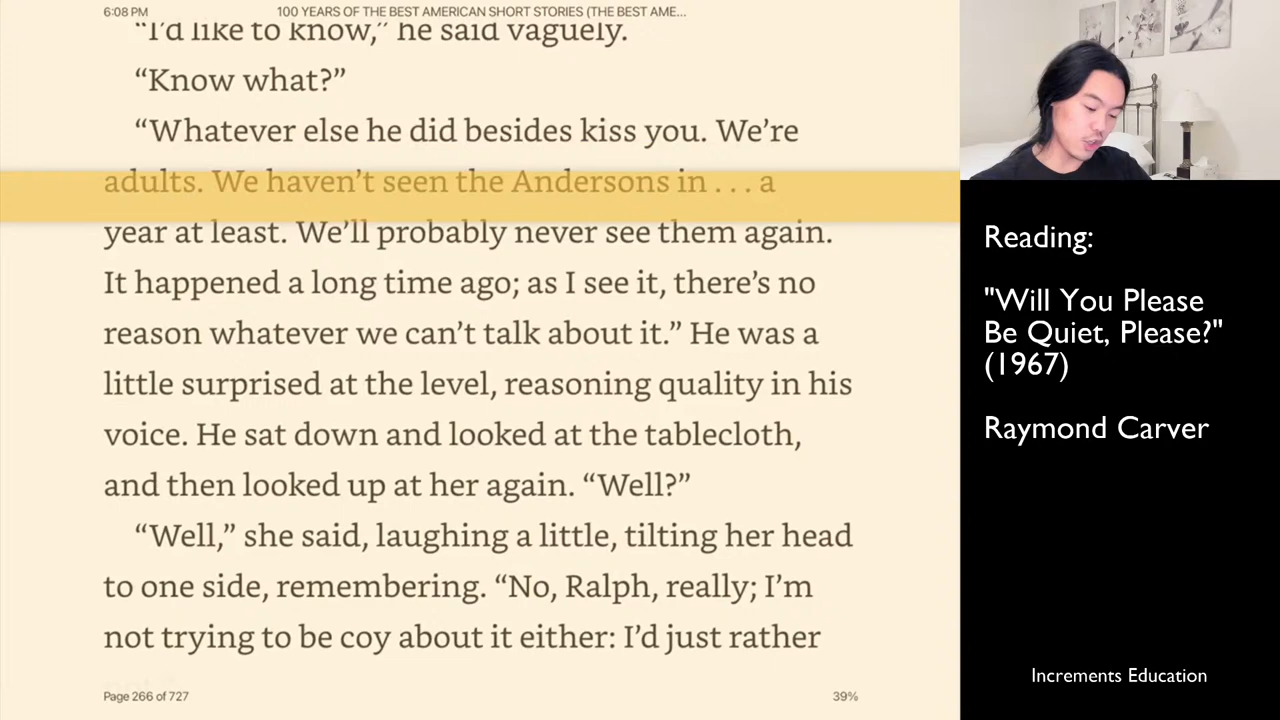 6:08 PM
100 YEARS OF THE BEST AMERICAN SHORT STORIES (THE BEST AME...
“I’d like to know,” he said vaguely.
“Know what?”
“Whatever else he did besides kiss you. We’re
adults. We haven’t seen the Andersons in . . . a
year at least. We’ll probably never see them again.
It happened a long time ago; as I see it, there’s no
reason whatever we can’t talk about it.” He was a
little surprised at the level, reasoning quality in his
voice. He sat down and looked at the tablecloth,
and then looked up at her again. “Well?”
“Well,” she said, laughing a little, tilting her head
to one side, remembering. “No, Ralph, really; I’m
not trying to be coy about it either: I’d just rather
Page 266 of 727
39%
Reading:
"Will You Please
Be Quiet, Please?"
(1967)
Raymond Carver
Increments Education